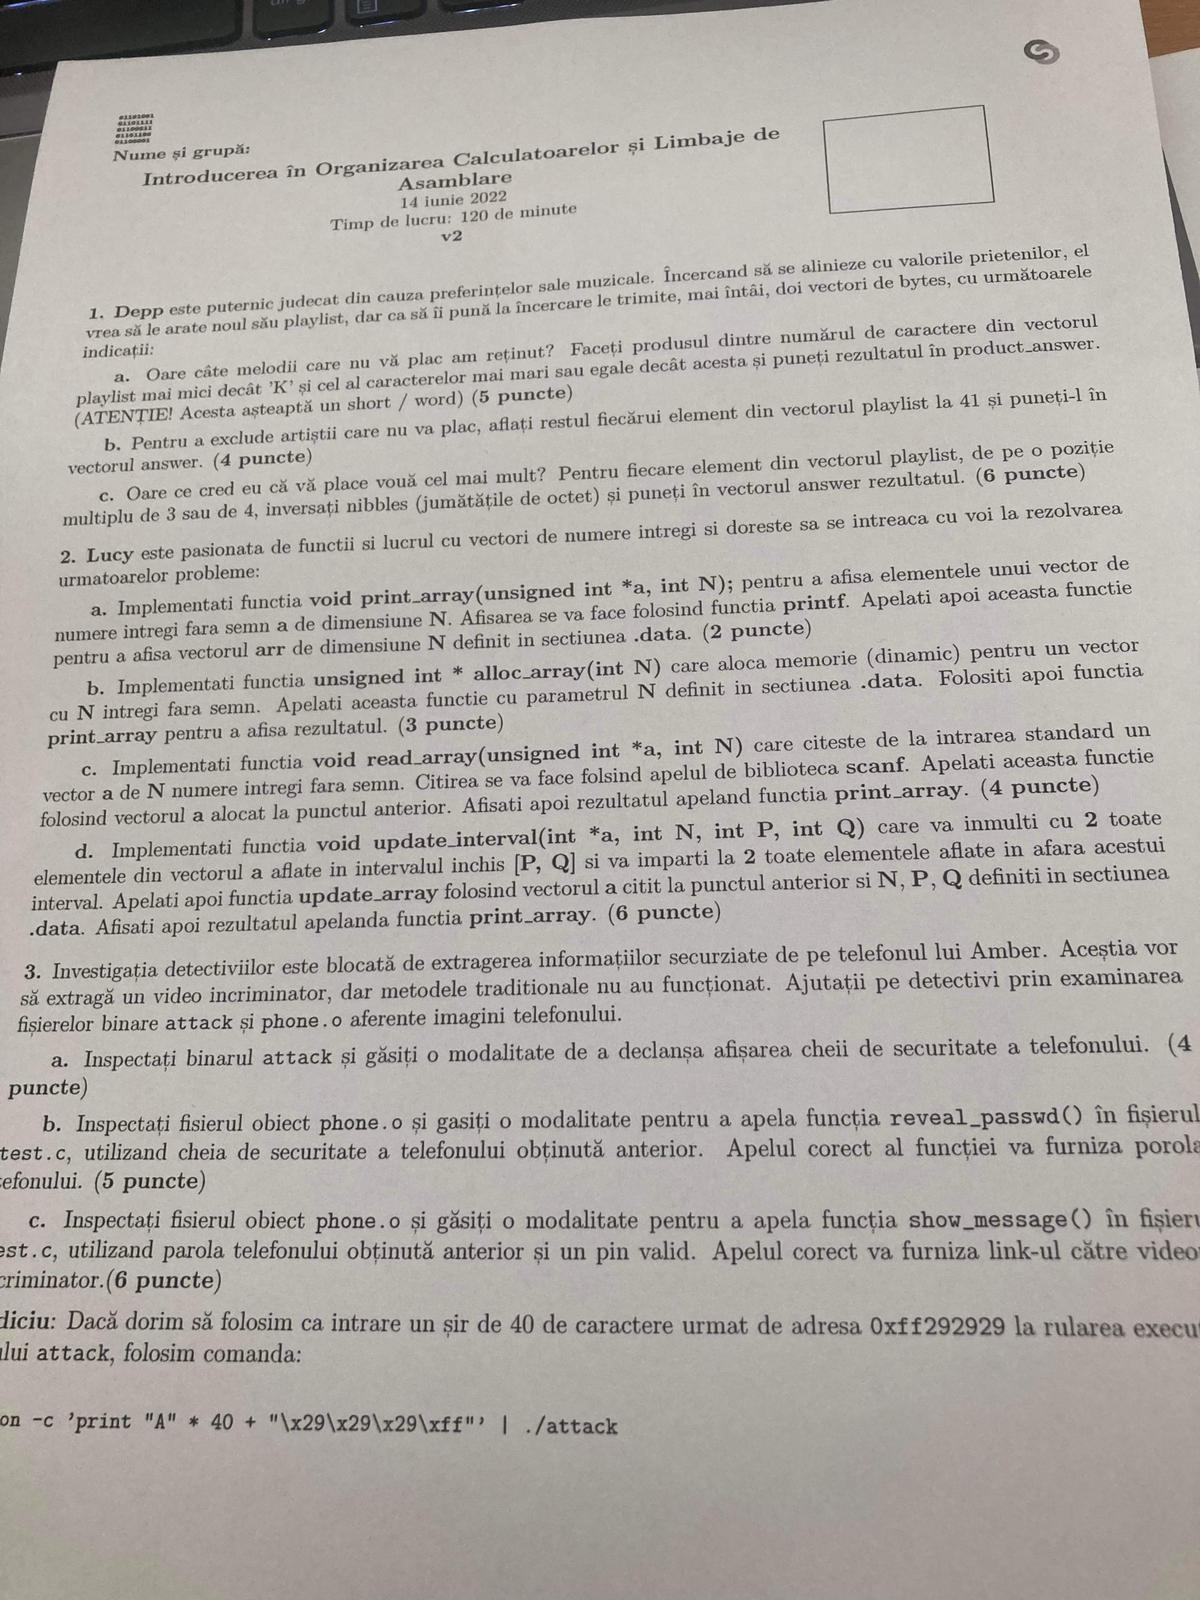 01101001
01101111
01100011
01101100
01100001
Nume și grupă:
Introducerea în Organizarea Calculatoarelor și Limbaje de
Asamblare
14 iunie 2022
Timp de lucru: 120 de minute
v2
1. Depp este puternic judecat din cauza preferințelor sale muzicale. Încercand să se alinieze cu valorile prietenilor, el
vrea să le arate noul său playlist, dar ca să îi pună la încercare le trimite, mai întâi, doi vectori de bytes, cu următoarele
indicații:
a. Oare câte melodii care nu vă plac am reținut? Faceți produsul dintre numărul de caractere din vectorul
playlist mai mici decât 'K' și cel al caracterelor mai mari sau egale decât acesta și puneți rezultatul în product_answer.
(ATENȚIE! Acesta așteaptă un short / word) (5 puncte)
b. Pentru a exclude artiștii care nu va plac, aflați restul fiecărui element din vectorul playlist la 41 și puneți-l în
vectorul answer. (4 puncte)
c. Oare ce cred eu că vă place vouă cel mai mult? Pentru fiecare element din vectorul playlist, de pe o poziție
multiplu de 3 sau de 4, inversați nibbles (jumătățile de octet) și puneți în vectorul answer rezultatul. (6 puncte)
2. Lucy este pasionata de functii si lucrul cu vectori de numere intregi si doreste sa se intreaca cu voi la rezolvarea
urmatoarelor probleme:
a. Implementati functia void print_array(unsigned int *a, int N); pentru a afisa elementele unui vector de
numere intregi fara semn a de dimensiune N. Afisarea se va face folosind functia printf. Apelati apoi aceasta functie
pentru a afisa vectorul arr de dimensiune N definit in sectiunea .data. (2 puncte)
b. Implementati functia unsigned int * alloc_array(int N) care aloca memorie (dinamic) pentru un vector
cu N intregi fara semn. Apelati aceasta functie cu parametrul N definit in sectiunea .data. Folositi apoi functia
print_array pentru a afisa rezultatul. (3 puncte)
c. Implementati functia void read_array(unsigned int *a, int N) care citeste de la intrarea standard un
vector a de N numere intregi fara semn. Citirea se va face folsind apelul de biblioteca scanf. Apelati aceasta functie
folosind vectorul a alocat la punctul anterior. Afisati apoi rezultatul apeland functia print_array. (4 puncte)
d. Implementati functia void update_interval(int *a, int N, int P, int Q) care va inmulti cu 2 toate
elementele din vectorul a aflate in intervalul inchis [P, Q] si va imparti la 2 toate elementele aflate in afara acestui
interval. Apelati apoi functia update_array folosind vectorul a citit la punctul anterior si N, P, Q definiti in sectiunea
.data. Afisati apoi rezultatul apelanda functia print_array. (6 puncte)
3. Investigația detectiviilor este blocată de extragerea informațiilor securziate de pe telefonul lui Amber. Aceștia vor
să extragă un video incriminator, dar metodele traditionale nu au funcționat. Ajutații pe detectivi prin examinarea
fișierelor binare attack și phone.o aferente imagini telefonului.
a. Inspectați binarul attack și găsiți o modalitate de a declanșa afișarea cheii de securitate a telefonului. (4
puncte)
b. Inspectați fisierul obiect phone.o și gasiți o modalitate pentru a apela funcția reveal_passwd() în fișierul
test.c, utilizand cheia de securitate a telefonului obținută anterior. Apelul corect al funcției va furniza porola
efonului. (5 puncte)
c. Inspectați fisierul obiect phone.o și găsiți o modalitate pentru a apela funcția show_message() în fișieru
est.c, utilizand parola telefonului obținută anterior și un pin valid. Apelul corect va furniza link-ul către video
criminator.(6 puncte)
diciu: Dacă dorim să folosim ca intrare un șir de 40 de caractere urmat de adresa 0xff292929 la rularea execu
ului attack, folosim comanda:
on -c 'print "A" * 40 + "\x29\x29\x29\xff"' | ./attack